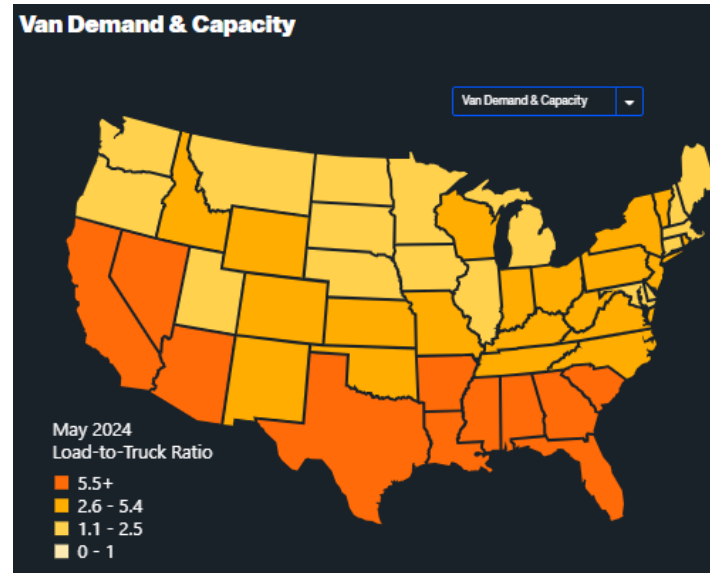 Van Demand & Capacity
Van Demand & Capacity
May 2024
Load-to-Truck Ratio
5.5+
2.6 - 5.4
1.1 - 2.5
0 - 1